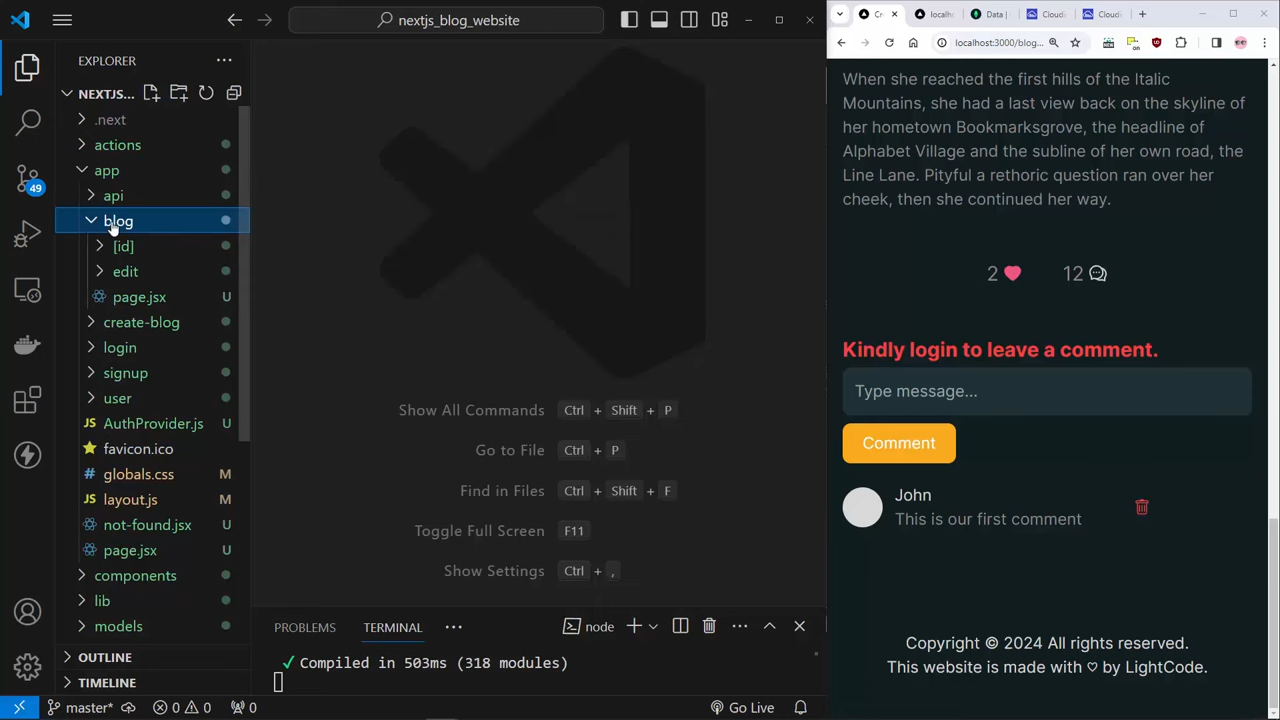 nextjs_blog_website
EXPLORER
NEXTJS...
.next
actions
app
api
blog
[id]
edit
page.jsx U
create-blog
login
signup
user
JS AuthProvider.js U
favicon.ico
# globals.css M
JS layout.js M
not-found.jsx U
page.jsx U
components
lib
models
OUTLINE
TIMELINE
49
Show All Commands Ctrl + Shift + P
Go to File Ctrl + P
Find in Files Ctrl + Shift + F
Toggle Full Screen F11
Show Settings Ctrl + ,
PROBLEMS TERMINAL ... node
✓ Compiled in 503ms (318 modules)
master* 0 0 0 Go Live
localh Data | Cloudi Cloudi
localhost:3000/blog...
When she reached the first hills of the Italic
Mountains, she had a last view back on the skyline of
her hometown Bookmarksgrove, the headline of
Alphabet Village and the subline of her own road, the
Line Lane. Pityful a rethoric question ran over her
cheek, then she continued her way.
2 12
Kindly login to leave a comment.
Type message...
Comment
John
This is our first comment
Copyright © 2024 All rights reserved.
This website is made with ♡ by LightCode.